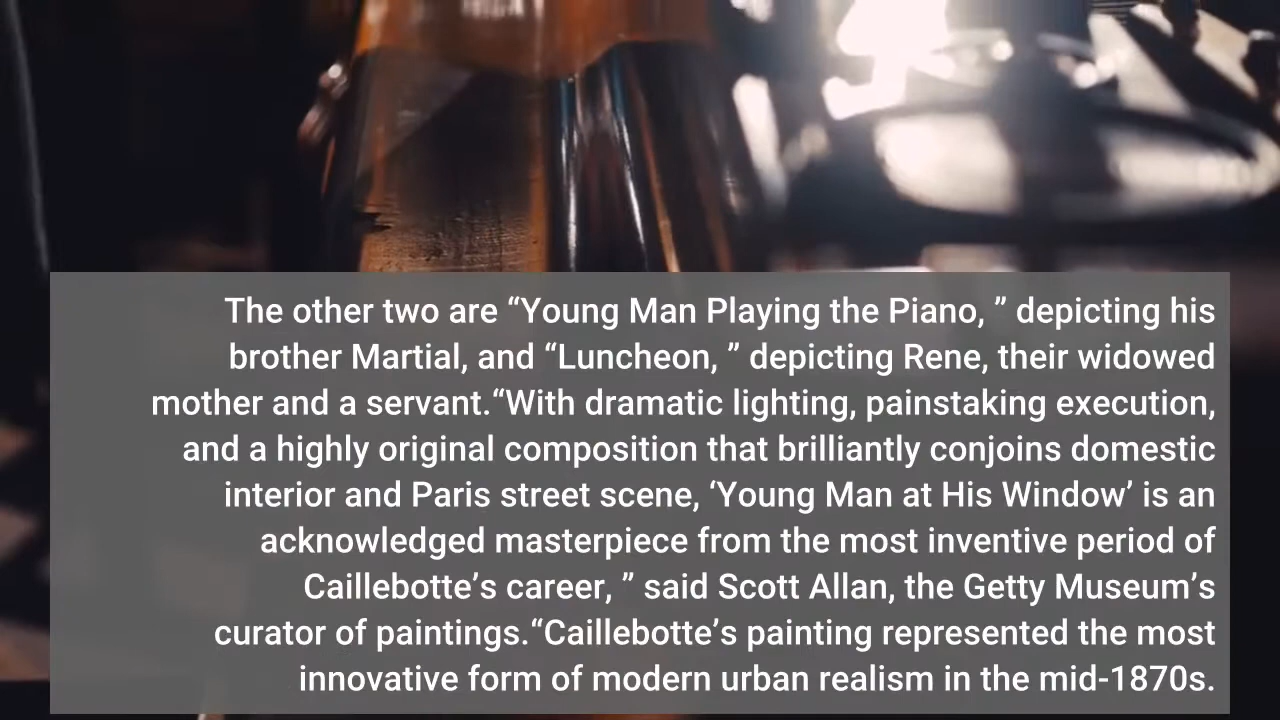 The other two are “Young Man Playing the Piano, ” depicting his
brother Martial, and “Luncheon, ” depicting Rene, their widowed
mother and a servant.“With dramatic lighting, painstaking execution,
and a highly original composition that brilliantly conjoins domestic
interior and Paris street scene, ‘Young Man at His Window’ is an
acknowledged masterpiece from the most inventive period of
Caillebotte’s career, ” said Scott Allan, the Getty Museum’s
curator of paintings.“Caillebotte’s painting represented the most
innovative form of modern urban realism in the mid-1870s.